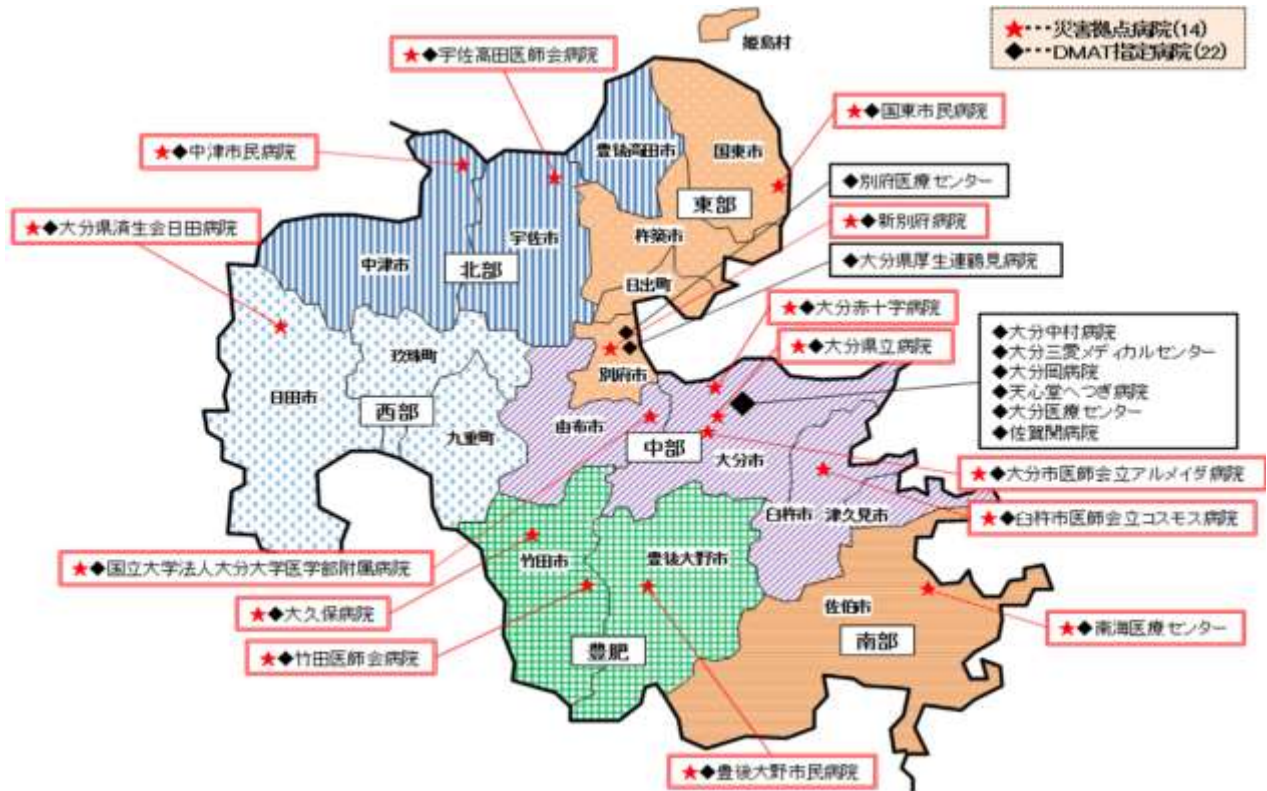 ★・・・災害拠点病院(14)
◆・・・DMAT指定病院(22)
姫島村
★◆宇佐高田医師会病院
★◆国東市民病院
★◆中津市民病院
豊後高田市
国東市
◆別府医療センター
東部
★◆新別府病院
★◆大分県済生会日田病院
宇佐市
杵築市
中津市
北部
◆大分県厚生連鶴見病院
日出町
★◆大分赤十字病院
★◆大分県立病院
◆大分中村病院
◆大分三愛メディカルセンター
◆大分岡病院
◆天心堂へつぎ病院
◆大分医療センター
◆佐賀関病院
玖珠町
別府市
日田市
西部
九重町
由布市
中部
大分市
★◆大分市医師会立アルメイダ病院
臼杵市
津久見市
★◆臼杵市医師会立コスモス病院
竹田市
豊後大野市
★◆国立大学法人大分大学医学部附属病院
佐伯市
★◆大久保病院
★◆南海医療センター
南部
豊肥
★◆竹田医師会病院
★◆豊後大野市民病院